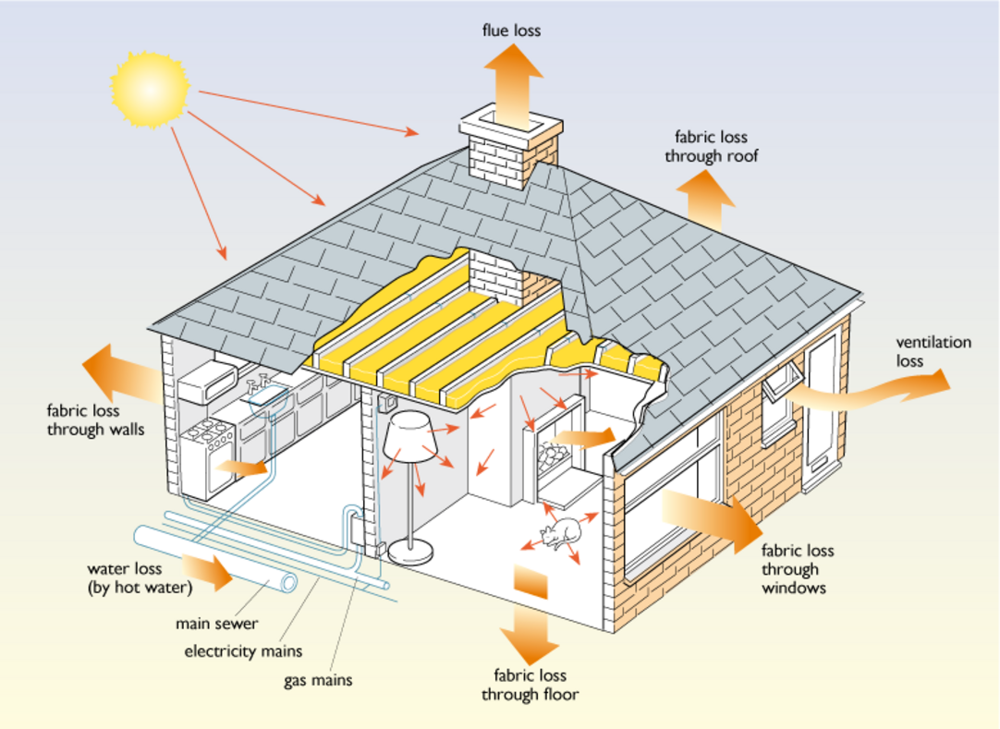 flue loss
fabric loss
through roof
ventilation
loss
fabric loss
through walls
fabric loss
through
windows
water loss
(by hot water)
main sewer
electricity mains
gas mains
fabric loss
through floor